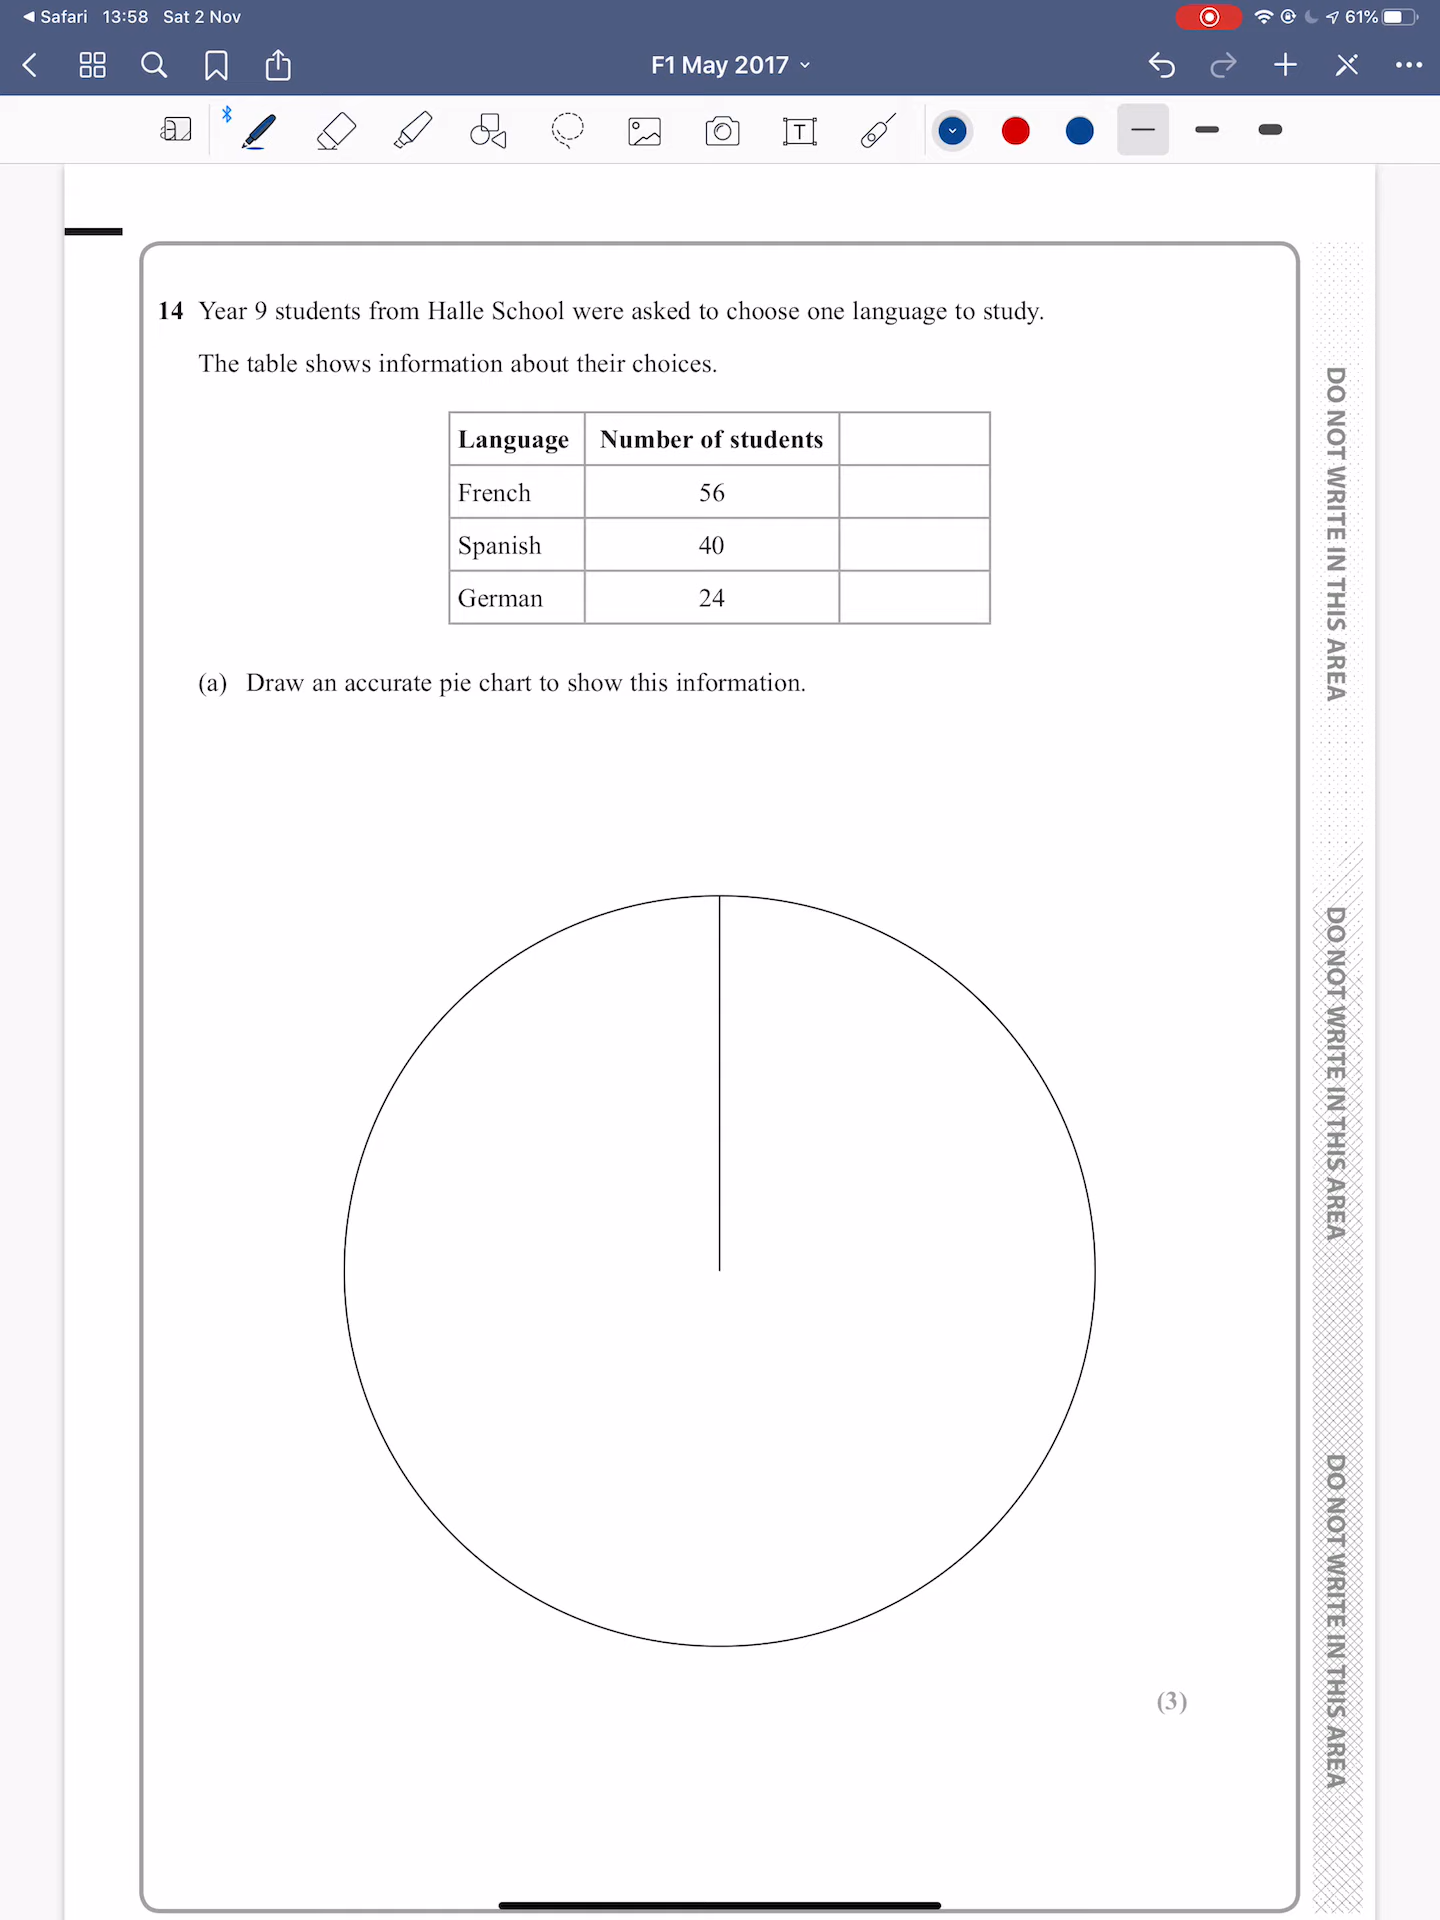 Safari 13:58 Sat 2 Nov 61%
F1 May 2017
14 Year 9 students from Halle School were asked to choose one language to study.
The table shows information about their choices.
Language Number of students
French 56
Spanish 40
German 24
(a) Draw an accurate pie chart to show this information.
(3)
DO NOT WRITE IN THIS AREA
DO NOT WRITE IN THIS AREA
DO NOT WRITE IN THIS AREA